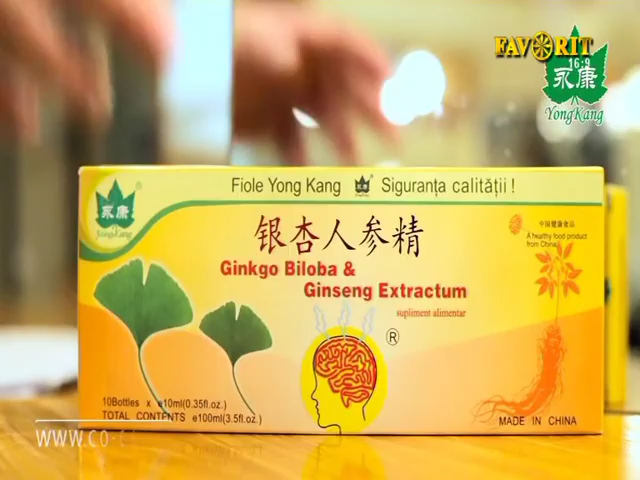 FAVORIT
16:9
永康
YongKang
Fiole Yong Kang
Siguranța calității !
永康
YongKang
银杏人参精
Ginkgo Biloba &
Ginseng Extractum
supliment alimentar
®
中国健康食品
A healthy food product
from China
10Bottles x e10ml(0.35fl.oz.)
TOTAL CONTENTS e100ml(3.5fl.oz.)
MADE IN CHINA